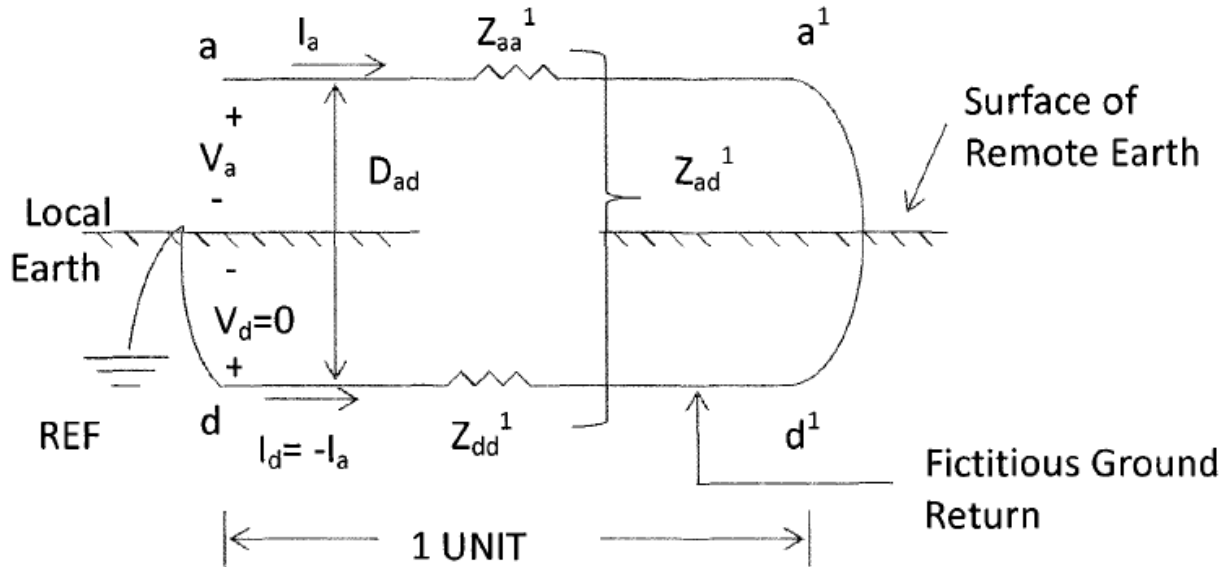 a
I_a
Z_aa^1
a^1
+
V_a
-
D_ad
Z_ad^1
Surface of
Remote Earth
Local
Earth
-
V_d=0
+
REF
d
I_d= -I_a
Z_dd^1
d^1
Fictitious Ground
Return
1 UNIT